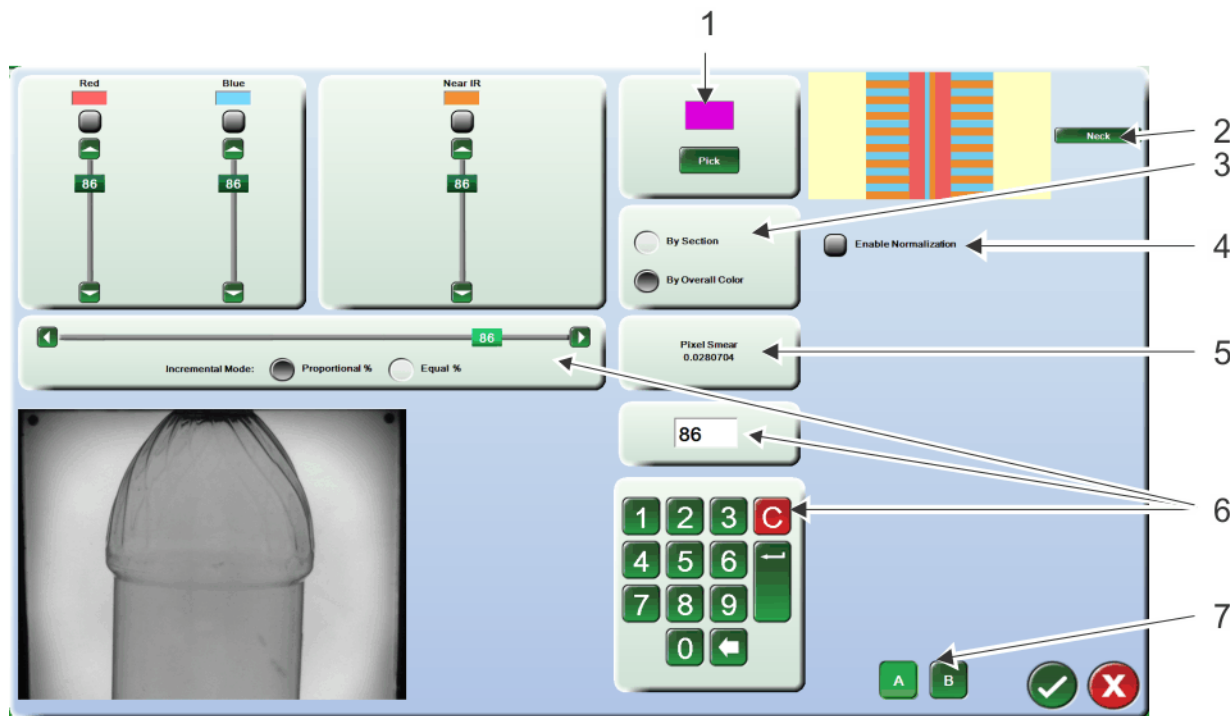 1
Red
Blue
Near IR
86
86
86
Pick
Neck
2
3
By Section
By Overall Color
Enable Normalization
4
86
Incremental Mode: Proportional % Equal %
Pixel Smear
0.0280704
5
86
6
1 2 3 C
4 5 6
7 8 9
0
7
A B
X